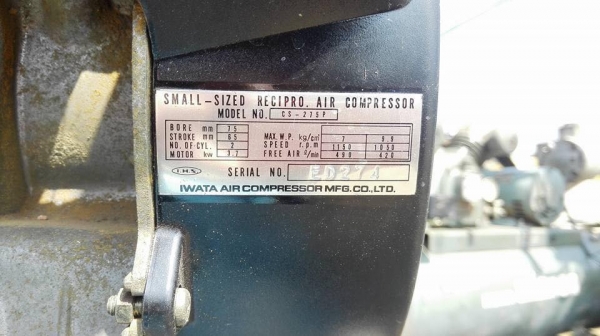 SMALL-SIZED RECIPRO. AIR COMPRESSOR
MODEL NO. CS-275P
BORE mm 75
STROKE mm 65
NO. OF CYL. 2
MOTOR kw 3.7
MAX. W.P. kg/cm² 7 9.9
SPEED r.p.m 1150 1050
FREE AIR ℓ/min 490 420
I.H.S SERIAL NO. ED274
IWATA AIR COMPRESSOR MFG.CO.,LTD.